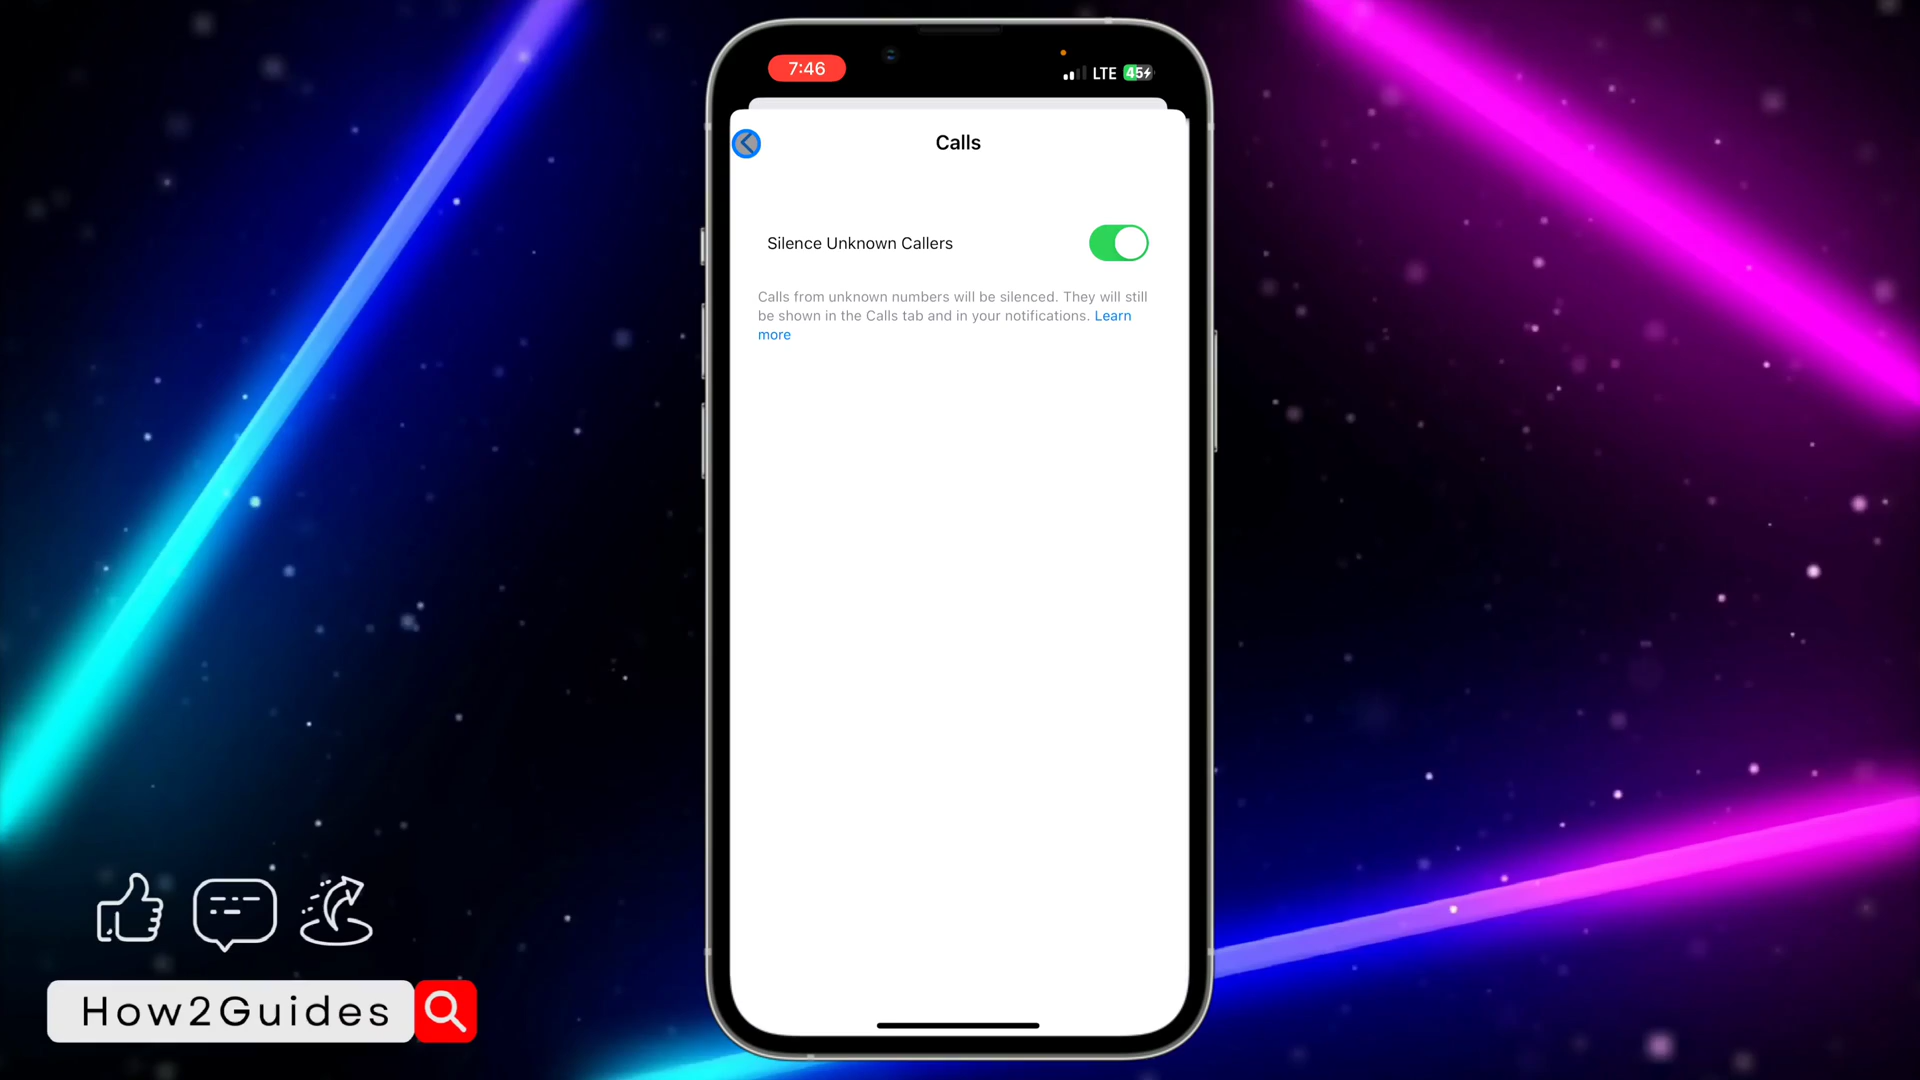 7:46
LTE 45
Calls
Silence Unknown Callers
Calls from unknown numbers will be silenced. They will still
be shown in the Calls tab and in your notifications. Learn
more
How2Guides